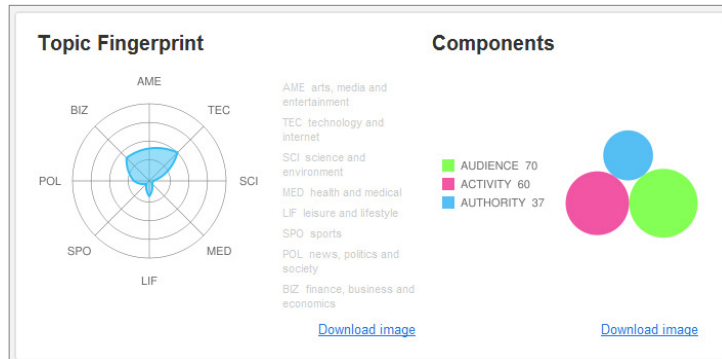 Topic Fingerprint
AME
TEC
SCI
MED
LIF
SPO
POL
BIZ
AME arts, media and
entertainment
TEC technology and
internet
SCI science and
environment
MED health and medical
LIF leisure and lifestyle
SPO sports
POL news, politics and
society
BIZ finance, business and
economics
Download image
Components
AUDIENCE 70
ACTIVITY 60
AUTHORITY 37
Download image